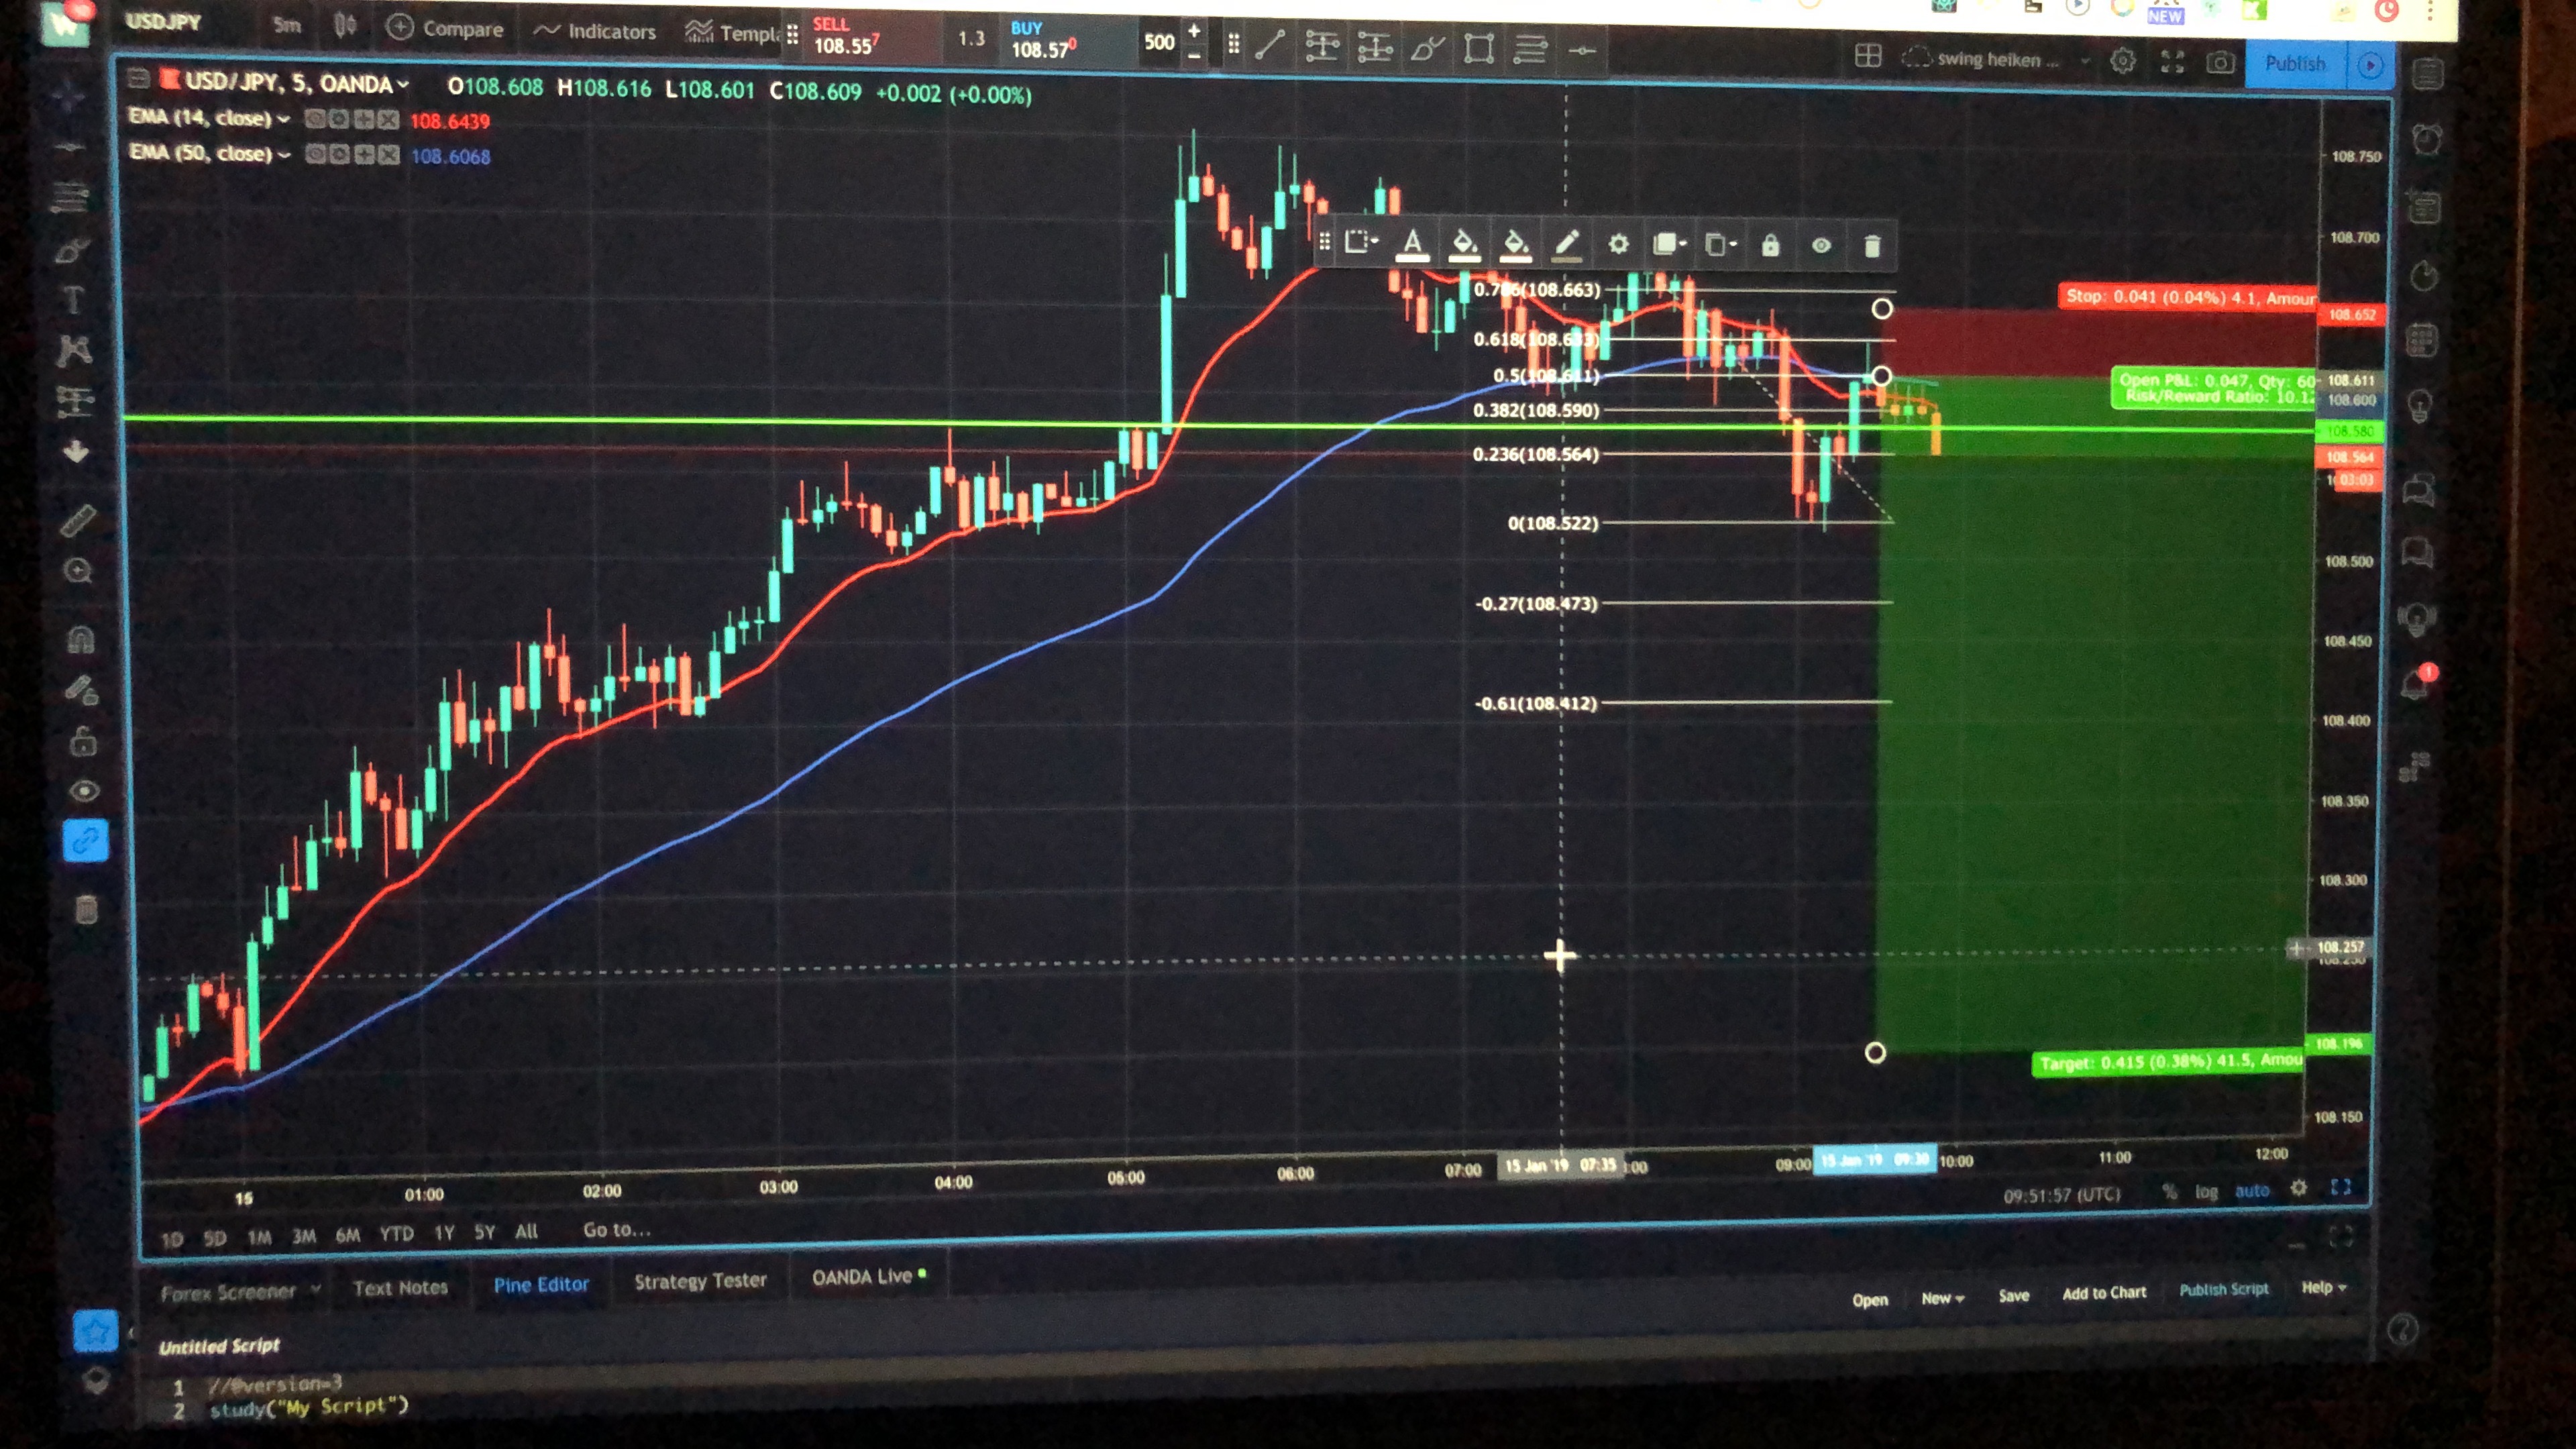 USDJPY 5m Compare Indicators SELL 108.557 1.3 BUY 108.570 500 swing heiken ... Publish
NEW
USD/JPY, 5, OANDA O108.608 H108.616 L108.601 C108.609 +0.002 (+0.00%)
EMA (14, close) 108.6439
EMA (50, close) 108.6068
108.750
108.700
0.786(108.663)
Stop: 0.041 (0.04%) 4.1, Amour
108.652
0.618(108.633)
0.5(108.611)
Open P&L: 0.047, Qty: 60
108.611
Risk/Reward Ratio: 10.12
108.600
0.382(108.590)
108.580
0.236(108.564)
108.564
03:03
0(108.522)
108.500
-0.27(108.473)
108.450
-0.61(108.412)
108.400
108.350
108.300
108.257
108.250
108.196
Target: 0.415 (0.38%) 41.5, Amou
108.150
15 01:00 02:00 03:00 04:00 05:00 06:00 07:00 15 Jan '19 07:35 :00 09:00 15 Jan '19 09:30 10:00 11:00 12:00
09:51:57 (UTC) % log auto
1D 5D 1M 3M 6M YTD 1Y 5Y All Go to...
Forex Screener Text Notes Pine Editor Strategy Tester OANDA Live
Open New Save Add to Chart Publish Script Help
Untitled Script
1 //@version=3
2 study("My Script")